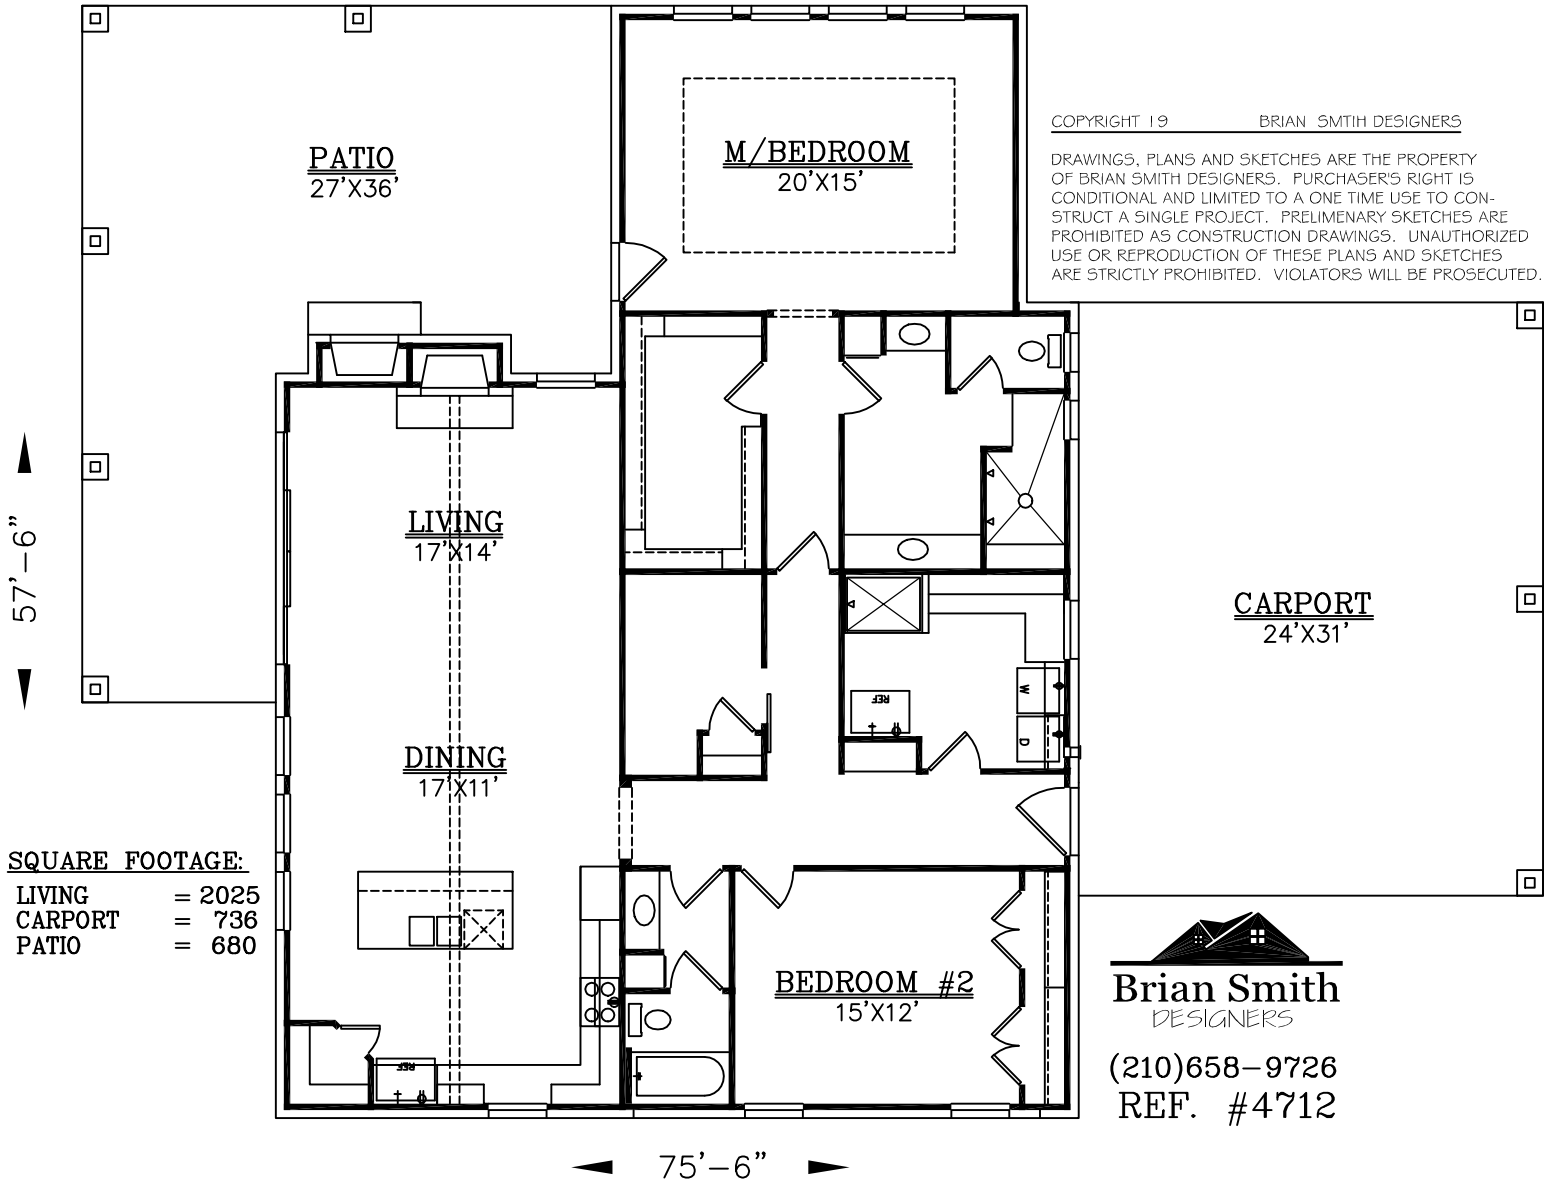 PATIO
27'X36'
M/BEDROOM
20'X15'
COPYRIGHT 19 BRIAN SMTIH DESIGNERS
DRAWINGS, PLANS AND SKETCHES ARE THE PROPERTY
OF BRIAN SMITH DESIGNERS. PURCHASER'S RIGHT IS
CONDITIONAL AND LIMITED TO A ONE TIME USE TO CON-
STRUCT A SINGLE PROJECT. PRELIMENARY SKETCHES ARE
PROHIBITED AS CONSTRUCTION DRAWINGS. UNAUTHORIZED
USE OR REPRODUCTION OF THESE PLANS AND SKETCHES
ARE STRICTLY PROHIBITED. VIOLATORS WILL BE PROSECUTED.
57'-6"
LIVING
17'X14'
CARPORT
24'X31'
REF
W
D
DINING
17'X11'
SQUARE FOOTAGE:
LIVING = 2025
CARPORT = 736
PATIO = 680
BEDROOM #2
15'X12'
REF
Brian Smith
DESIGNERS
(210)658-9726
REF. #4712
75'-6"